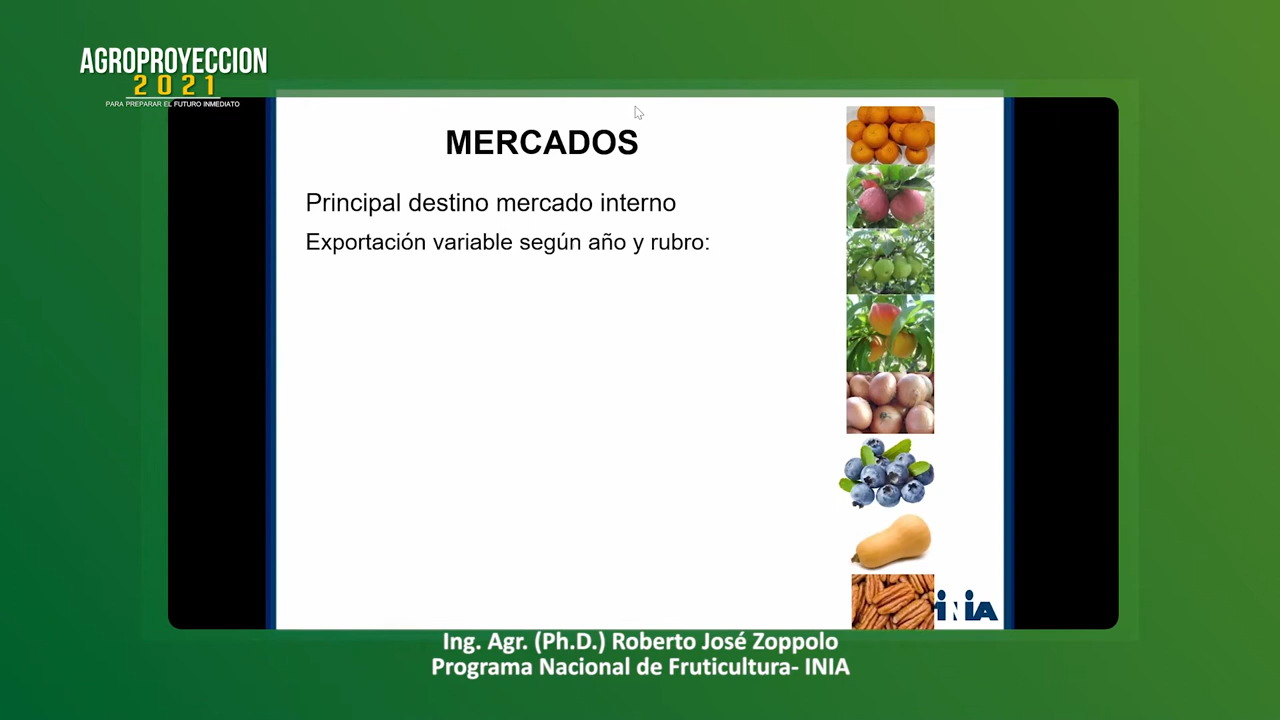 AGROPROYECCION
2021
PARA PREPARAR EL FUTURO INMEDIATO
MERCADOS
Principal destino mercado interno
Exportación variable según año y rubro:
INIA
Ing. Agr. (Ph.D.) Roberto José Zoppolo
Programa Nacional de Fruticultura- INIA